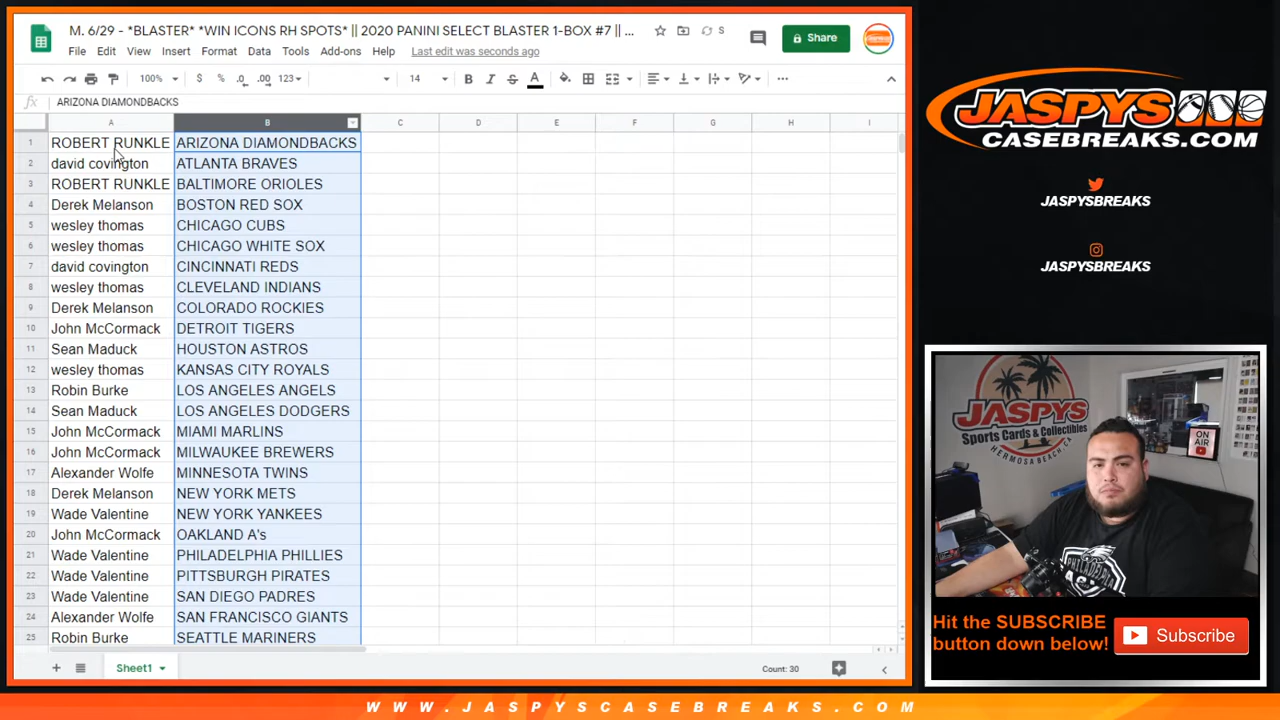 M. 6/29 - *BLASTER* *WIN ICONS RH SPOTS* || 2020 PANINI SELECT BLASTER 1-BOX #7 || ...
S
Share
File Edit View Insert Format Data Tools Add-ons Help Last edit was seconds ago
100% $ % .0 .00 123 14 B I S A
fx ARIZONA DIAMONDBACKS
A B C D E F G H I
1 ROBERT RUNKLE ARIZONA DIAMONDBACKS
2 david covington ATLANTA BRAVES
3 ROBERT RUNKLE BALTIMORE ORIOLES
4 Derek Melanson BOSTON RED SOX
5 wesley thomas CHICAGO CUBS
6 wesley thomas CHICAGO WHITE SOX
7 david covington CINCINNATI REDS
8 wesley thomas CLEVELAND INDIANS
9 Derek Melanson COLORADO ROCKIES
10 John McCormack DETROIT TIGERS
11 Sean Maduck HOUSTON ASTROS
12 wesley thomas KANSAS CITY ROYALS
13 Robin Burke LOS ANGELES ANGELS
14 Sean Maduck LOS ANGELES DODGERS
15 John McCormack MIAMI MARLINS
16 John McCormack MILWAUKEE BREWERS
17 Alexander Wolfe MINNESOTA TWINS
18 Derek Melanson NEW YORK METS
19 Wade Valentine NEW YORK YANKEES
20 John McCormack OAKLAND A's
21 Wade Valentine PHILADELPHIA PHILLIES
22 Wade Valentine PITTSBURGH PIRATES
23 Wade Valentine SAN DIEGO PADRES
24 Alexander Wolfe SAN FRANCISCO GIANTS
25 Robin Burke SEATTLE MARINERS
Sheet1
Count: 30
JASPYS
CASEBREAKS.COM
JASPYSBREAKS
JASPYSBREAKS
JASPYS
Sports Cards & Collectibles
HERMOSA BEACH, CA
ON
AIR
PHILADELPHIA
Hit the SUBSCRIBE
button down below!
Subscribe
WWW.JASPYSCASEBREAKS.COM